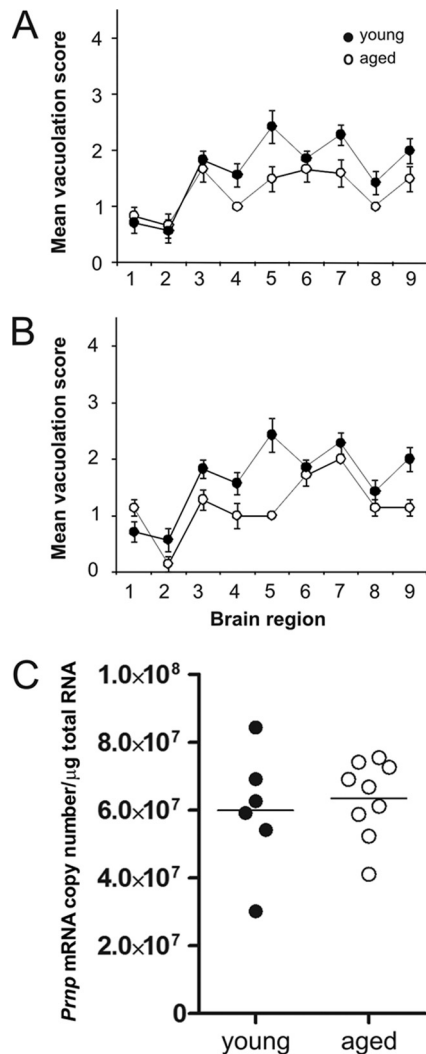 A
young
aged
Mean vacuolation score
4
3
2
1
0
1 2 3 4 5 6 7 8 9
B
Mean vacuolation score
4
3
2
1
0
1 2 3 4 5 6 7 8 9
Brain region
C
Prnp mRNA copy number/µg total RNA
1.0×10⁸
8.0×10⁷
6.0×10⁷
4.0×10⁷
2.0×10⁷
0
young aged